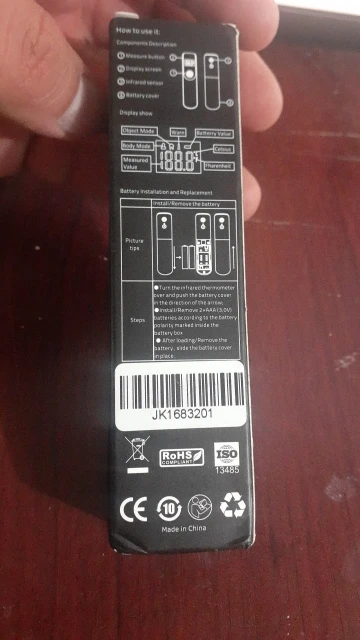 How to use it:
Components Description
Measure button
Display screen
Infrared sensor
Battery cover
Display show
Object Mode
Warn
Battery Value
Body Mode
Celsius
Measured
Value
Fharenheit
Battery installation and Replacement
Install/Remove the battery
Picture
tips
Steps
●Turn the infrared thermometer
over and push the battery cover
in the direction of the arrow.
●Install/Remove 2×AAA (3.0V)
batteries according to the battery
polarity marked inside the
battery box
● After loading/Remove the
battery, slide the battery cover
in place.
JK1683201
RoHS
COMPLIANT
ISO
13485
CE
10
Made in China